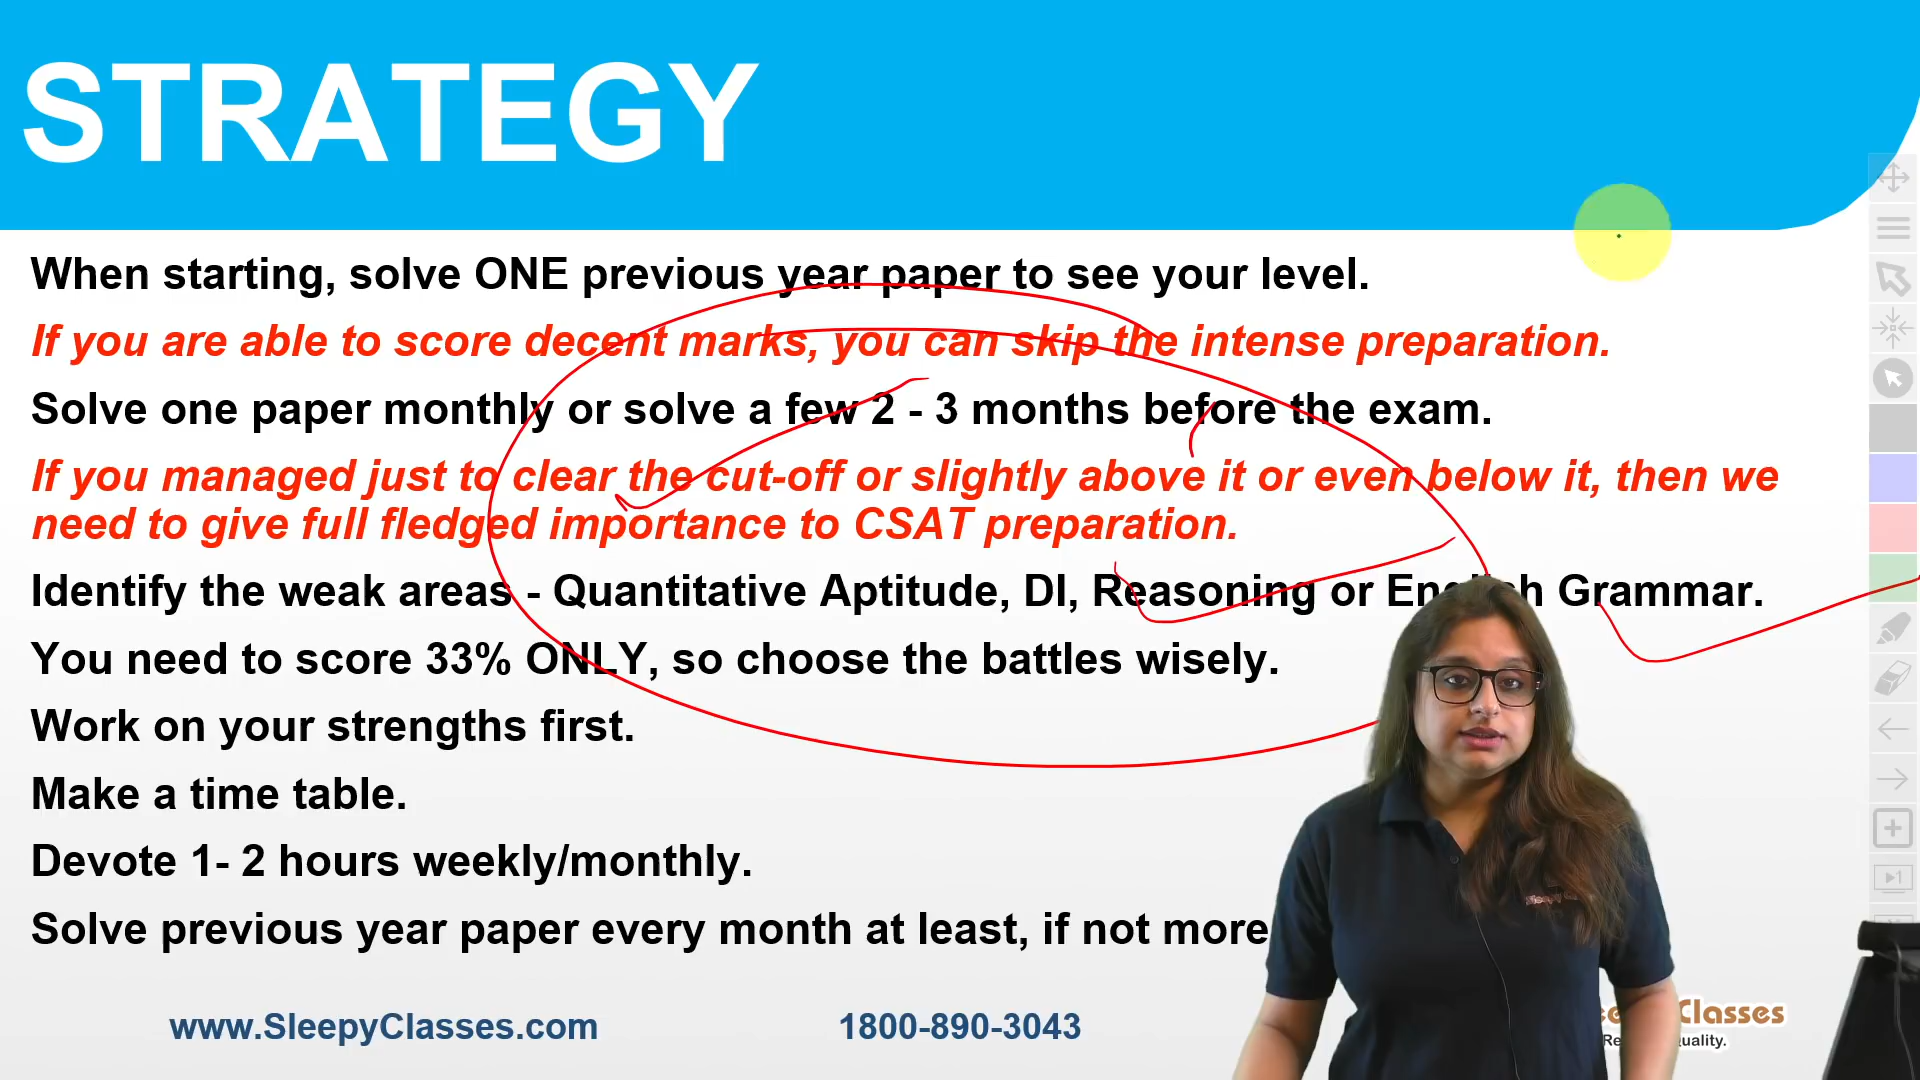 STRATEGY
When starting, solve ONE previous year paper to see your level.
If you are able to score decent marks, you can skip the intense preparation.
Solve one paper monthly or solve a few 2 - 3 months before the exam.
If you managed just to clear the cut-off or slightly above it or even below it, then we
need to give full fledged importance to CSAT preparation.
Identify the weak areas - Quantitative Aptitude, DI, Reasoning or English Grammar.
You need to score 33% ONLY, so choose the battles wisely.
Work on your strengths first.
Make a time table.
Devote 1- 2 hours weekly/monthly.
Solve previous year paper every month at least, if not more
www.SleepyClasses.com 1800-890-3043
Classes